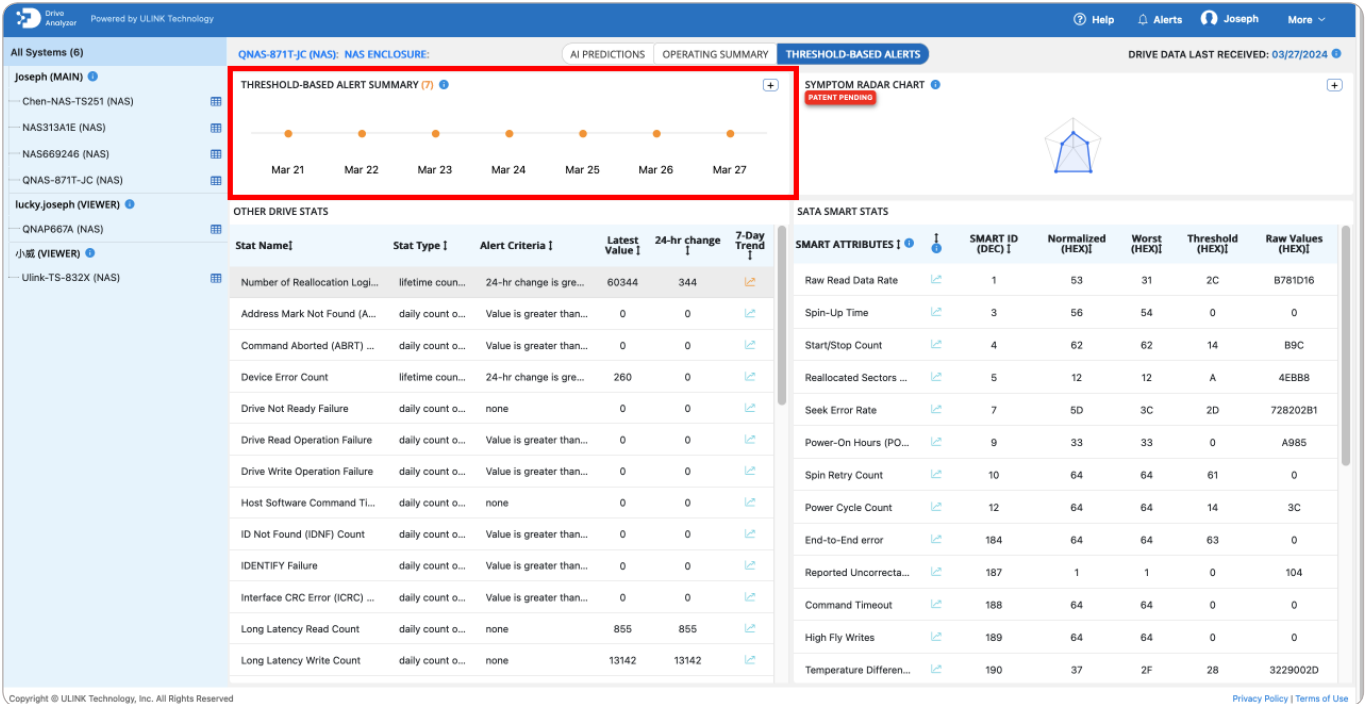 Drive Analyzer Powered by ULINK Technology Help Alerts Joseph More
All Systems (6)
Joseph (MAIN)
Chen-NAS-TS251 (NAS)
NAS313A1E (NAS)
NAS669246 (NAS)
QNAS-871T-JC (NAS)
lucky.joseph (VIEWER)
QNAP667A (NAS)
小威 (VIEWER)
Ulink-TS-832X (NAS)
QNAS-871T-JC (NAS): NAS ENCLOSURE: AI PREDICTIONS OPERATING SUMMARY THRESHOLD-BASED ALERTS DRIVE DATA LAST RECEIVED: 03/27/2024
THRESHOLD-BASED ALERT SUMMARY (7)
Mar 21 Mar 22 Mar 23 Mar 24 Mar 25 Mar 26 Mar 27
SYMPTOM RADAR CHART
PATENT PENDING
OTHER DRIVE STATS
Stat Name Stat Type Alert Criteria Latest Value 24-hr change 7-Day Trend
Number of Reallocation Logi... lifetime coun... 24-hr change is gre... 60344 344
Address Mark Not Found (A... daily count o... Value is greater than... 0 0
Command Aborted (ABRT) ... daily count o... Value is greater than... 0 0
Device Error Count lifetime coun... 24-hr change is gre... 260 0
Drive Not Ready Failure daily count o... none 0 0
Drive Read Operation Failure daily count o... Value is greater than... 0 0
Drive Write Operation Failure daily count o... Value is greater than... 0 0
Host Software Command Ti... daily count o... none 0 0
ID Not Found (IDNF) Count daily count o... Value is greater than... 0 0
IDENTIFY Failure daily count o... Value is greater than... 0 0
Interface CRC Error (ICRC) ... daily count o... Value is greater than... 0 0
Long Latency Read Count daily count o... none 855 855
Long Latency Write Count daily count o... none 13142 13142
SATA SMART STATS
SMART ATTRIBUTES SMART ID (DEC) Normalized (HEX) Worst (HEX) Threshold (HEX) Raw Values (HEX)
Raw Read Data Rate 1 53 31 2C B781D16
Spin-Up Time 3 56 54 0 0
Start/Stop Count 4 62 62 14 B9C
Reallocated Sectors ... 5 12 12 A 4EBB8
Seek Error Rate 7 5D 3C 2D 728202B1
Power-On Hours (PO... 9 33 33 0 A985
Spin Retry Count 10 64 64 61 0
Power Cycle Count 12 64 64 14 3C
End-to-End error 184 64 64 63 0
Reported Uncorrecta... 187 1 1 0 104
Command Timeout 188 64 64 0 0
High Fly Writes 189 64 64 0 0
Temperature Differen... 190 37 2F 28 3229002D
Copyright © ULINK Technology, Inc. All Rights Reserved Privacy Policy | Terms of Use